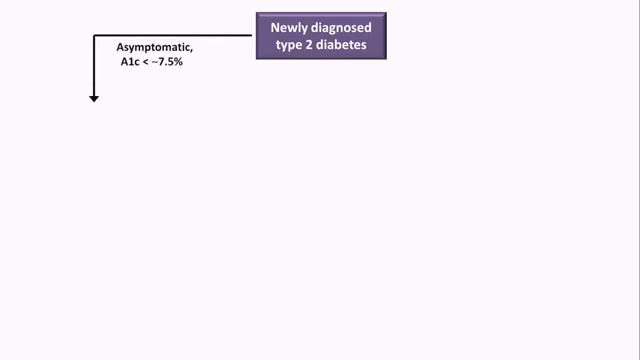 Newly diagnosed
type 2 diabetes
Asymptomatic,
A1c < ~7.5%